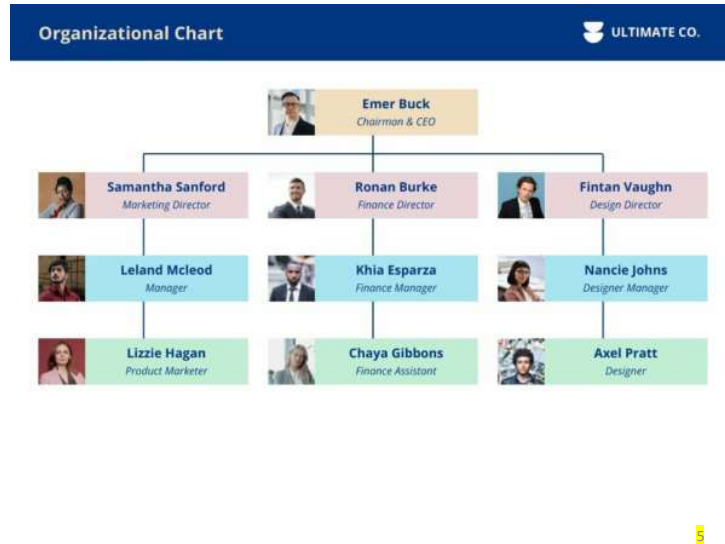 Organizational Chart
ULTIMATE CO.
Emer Buck
Chairman & CEO
Samantha Sanford
Marketing Director
Ronan Burke
Finance Director
Fintan Vaughn
Design Director
Leland Mcleod
Manager
Khia Esparza
Finance Manager
Nancie Johns
Designer Manager
Lizzie Hagan
Product Marketer
Chaya Gibbons
Finance Assistant
Axel Pratt
Designer
5